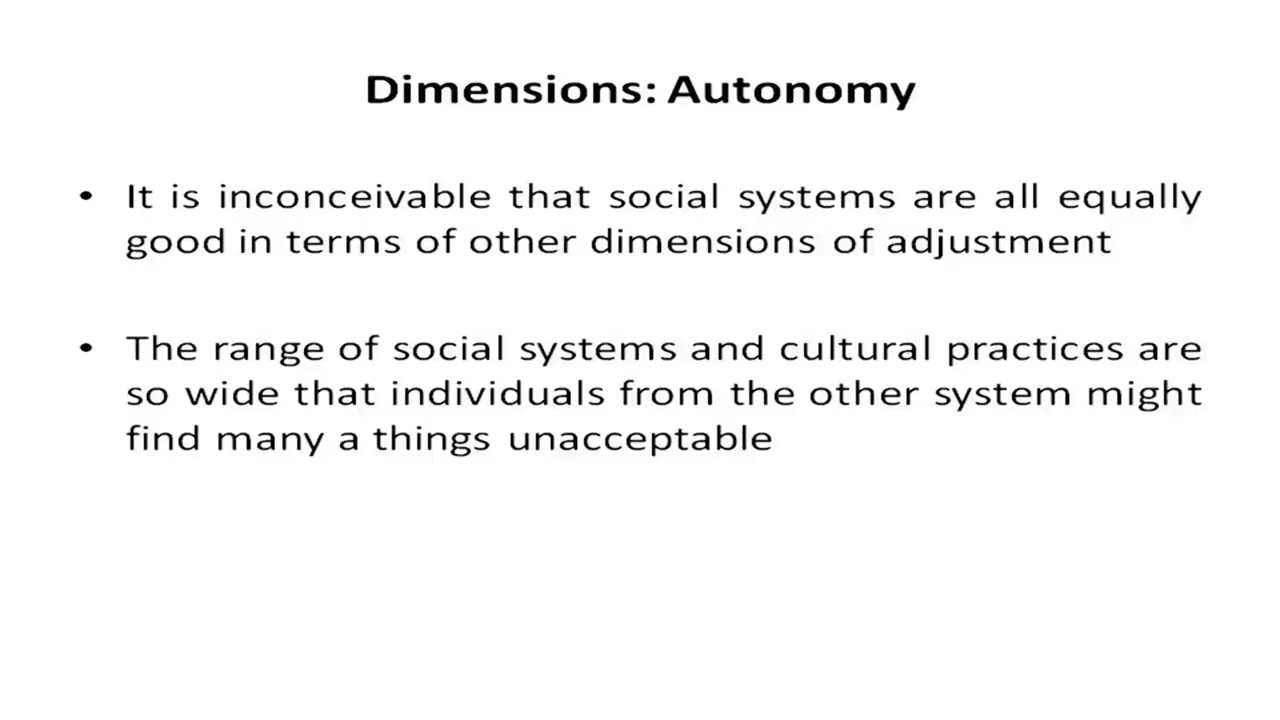 Dimensions: Autonomy
• It is inconceivable that social systems are all equally
good in terms of other dimensions of adjustment
• The range of social systems and cultural practices are
so wide that individuals from the other system might
find many a things unacceptable